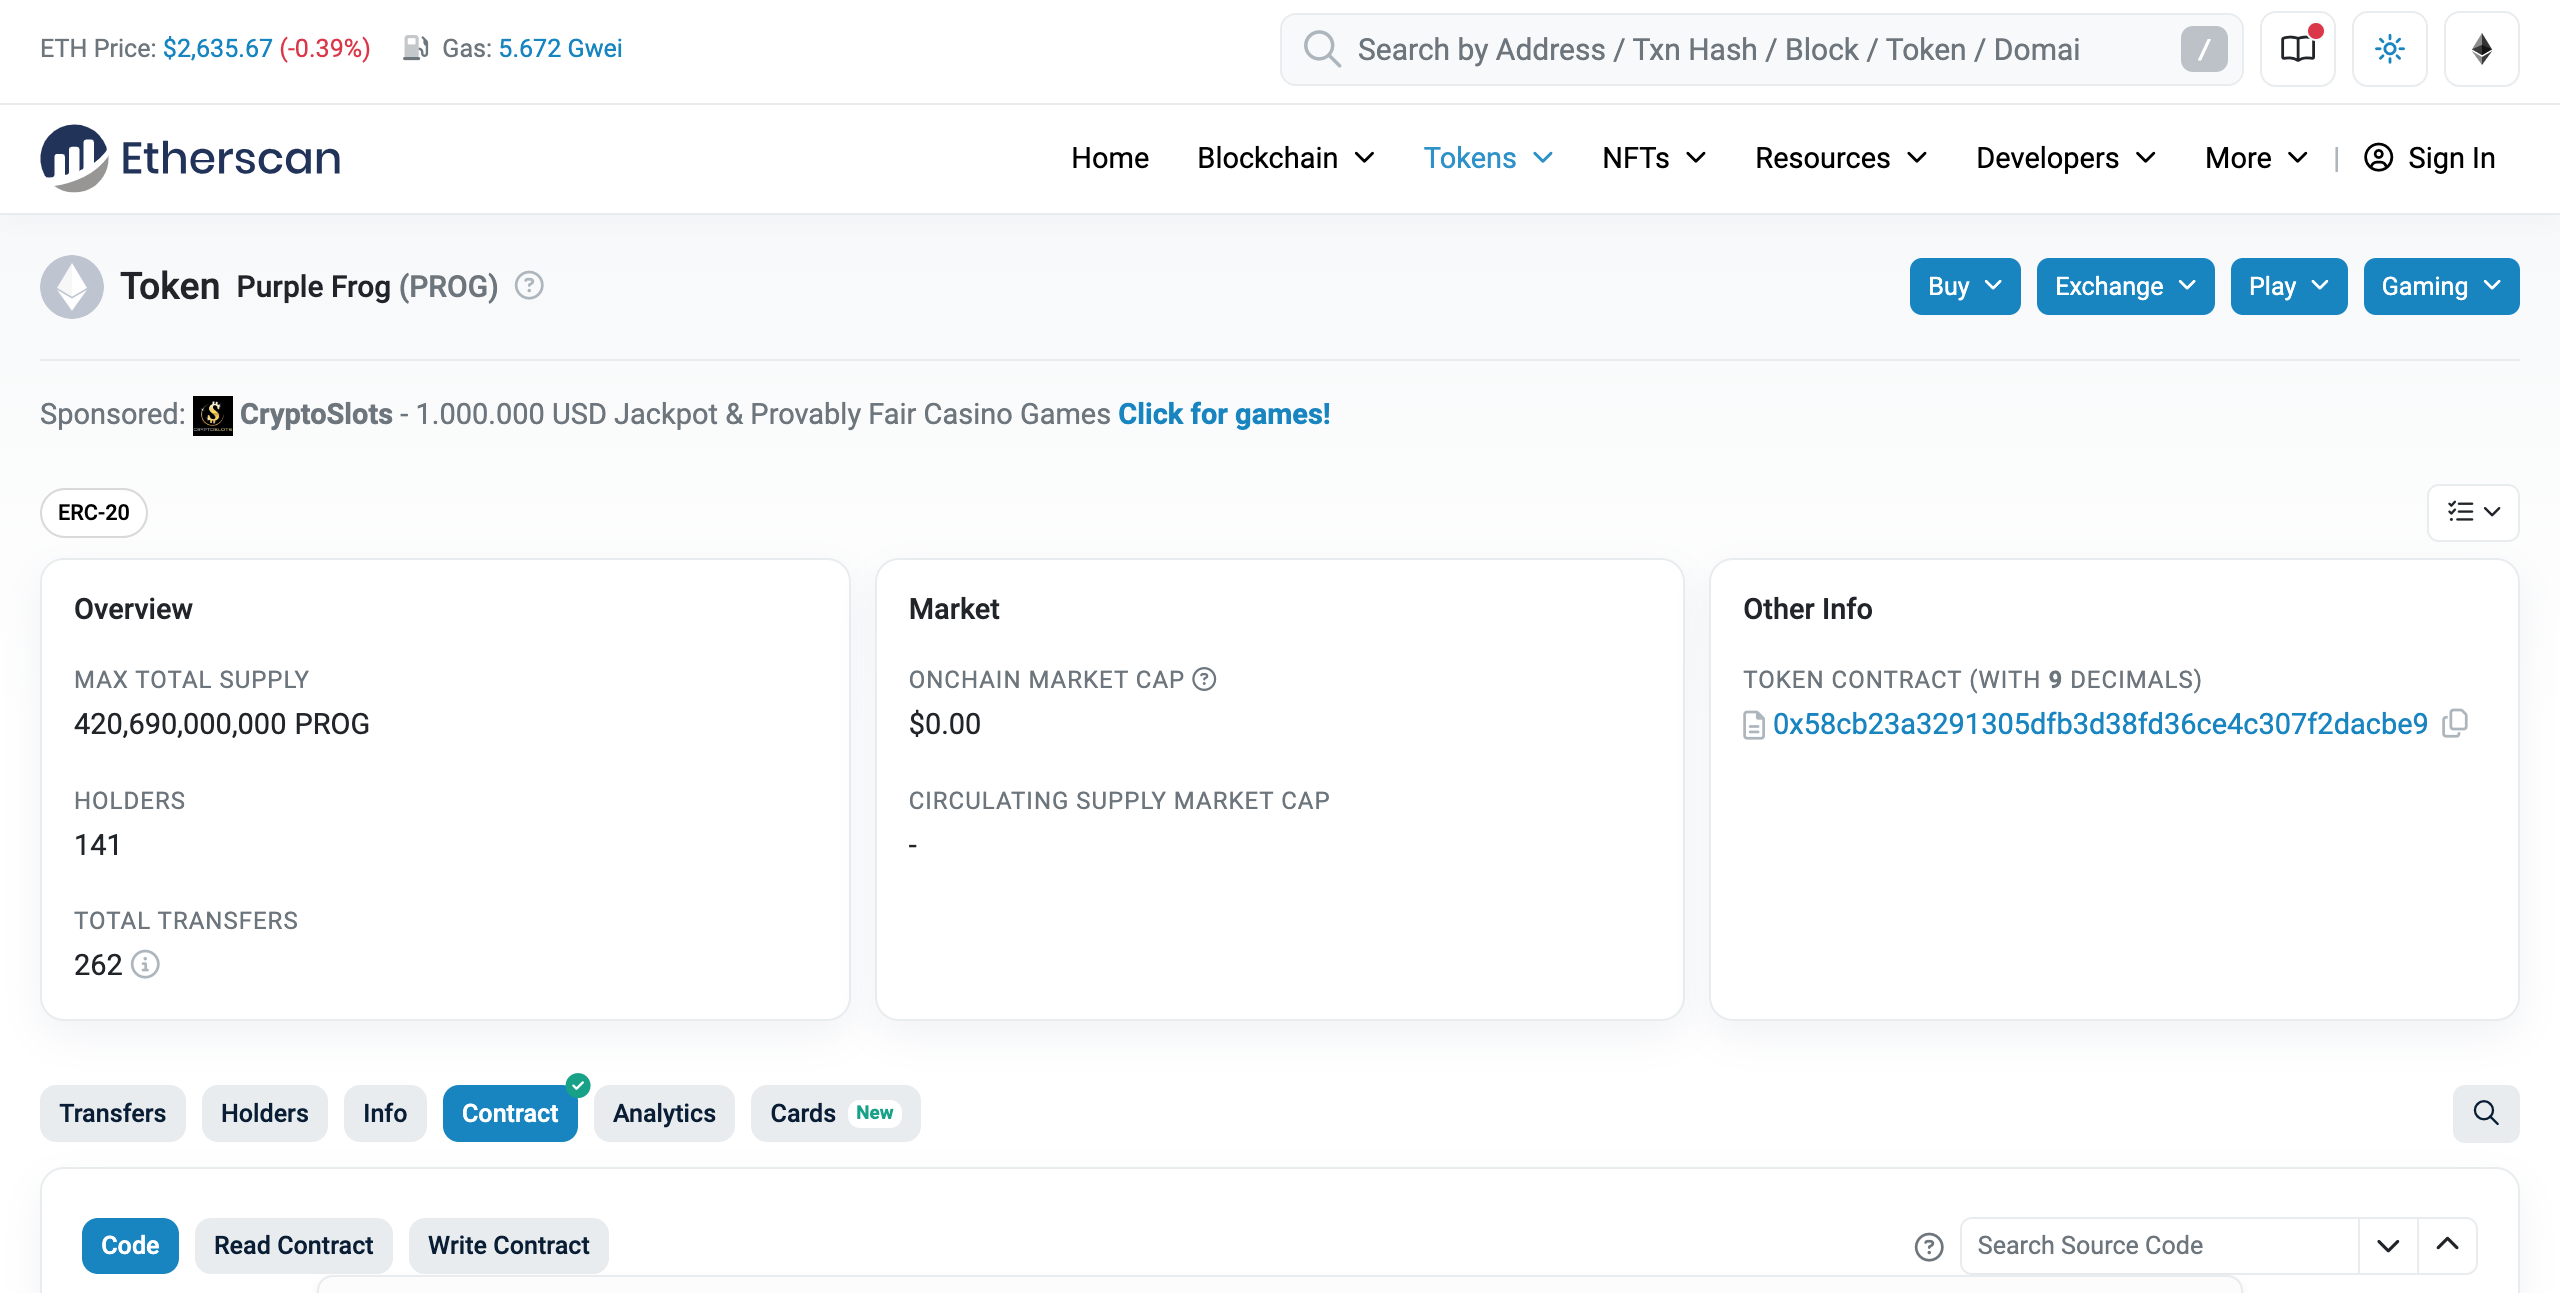 ETH Price: $2,635.67 (-0.39%) Gas: 5.672 Gwei
Search by Address / Txn Hash / Block / Token / Domai /
Etherscan
Home Blockchain Tokens NFTs Resources Developers More | Sign In
Token Purple Frog (PROG)
Buy Exchange Play Gaming
Sponsored: CryptoSlots - 1.000.000 USD Jackpot & Provably Fair Casino Games Click for games!
ERC-20
Overview
MAX TOTAL SUPPLY
420,690,000,000 PROG
HOLDERS
141
TOTAL TRANSFERS
262
Market
ONCHAIN MARKET CAP
$0.00
CIRCULATING SUPPLY MARKET CAP
-
Other Info
TOKEN CONTRACT (WITH 9 DECIMALS)
0x58cb23a3291305dfb3d38fd36ce4c307f2dacbe9
Transfers Holders Info Contract Analytics Cards New
Code Read Contract Write Contract
Search Source Code